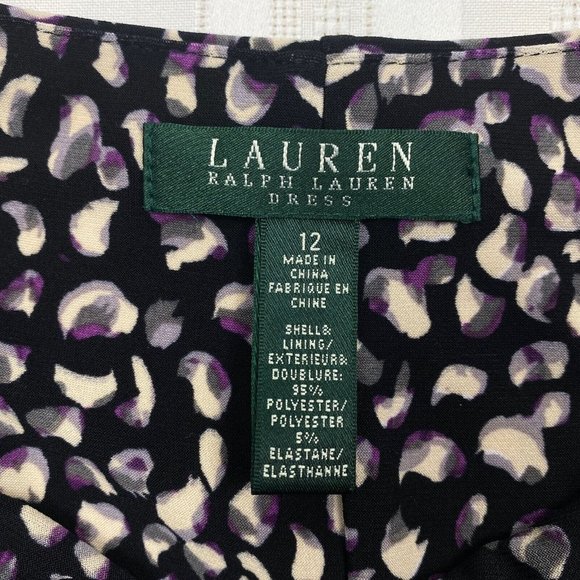 LAUREN
RALPH LAUREN
DRESS
12
MADE IN
CHINA
FABRIQUE EN
CHINE
SHELL&
LINING/
EXTERIEUR&
DOUBLURE:
95%
POLYESTER/
POLYESTER
5%
ELASTANE/
ELASTHANNE